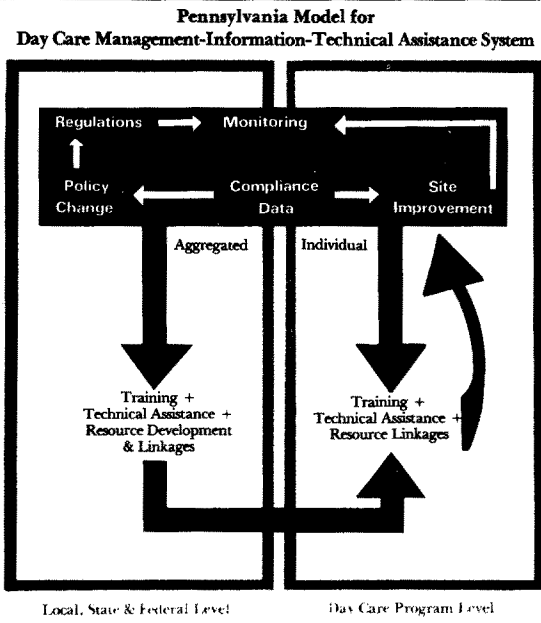 Pennsylvania Model for
Day Care Management-Information-Technical Assistance System
Regulations
Monitoring
Policy
Change
Compliance
Data
Site
Improvement
Aggregated
Individual
Training +
Technical Assistance +
Resource Development
& Linkages
Training +
Technical Assistance +
Resource Linkages
Local, State & Federal Level
Day Care Program Level